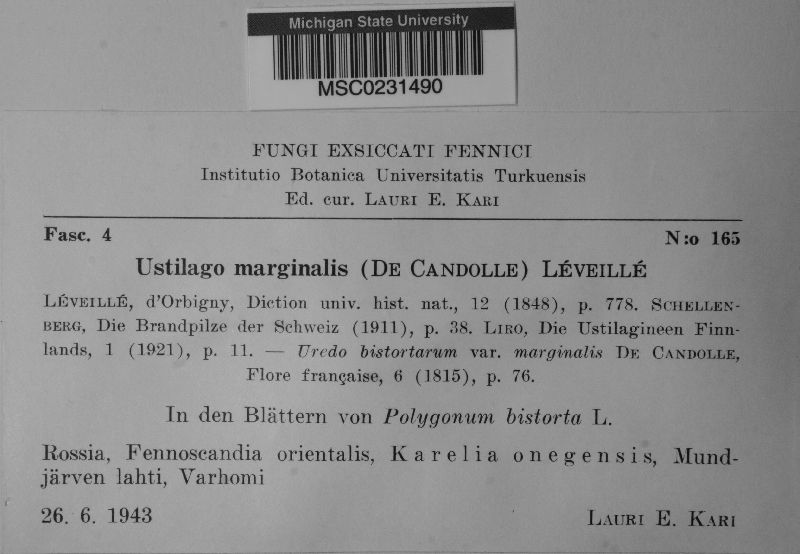 Michigan State University
MSC0231490
FUNGI EXSICCATI FENNICI
Institutio Botanica Universitatis Turkuensis
Ed. cur. LAURI E. KARI
Fasc. 4
N:o 165
Ustilago marginalis (DE CANDOLLE) LÉVEILLÉ
LÉVEILLÉ, d'Orbigny, Diction univ. hist. nat., 12 (1848), p. 778. SCHELLEN-
BERG, Die Brandpilze der Schweiz (1911), p. 38. LIRO, Die Ustilagineen Finn-
lands, 1 (1921), p. 11. — Uredo bistortarum var. marginalis DE CANDOLLE,
Flore française, 6 (1815), p. 76.
In den Blättern von Polygonum bistorta L.
Rossia, Fennoscandia orientalis, Karelia onegensis, Mund-
järven lahti, Varhomi
26. 6. 1943
LAURI E. KARI